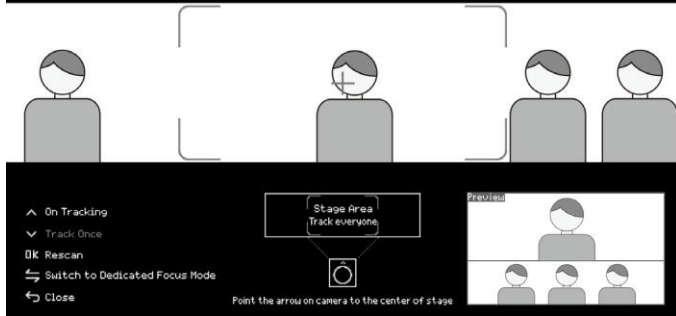 On Tracking
Track Once
OK Rescan
Switch to Dedicated Focus Mode
Close
Stage Area
Track everyone
Point the arrow on camera to the center of stage
Preview